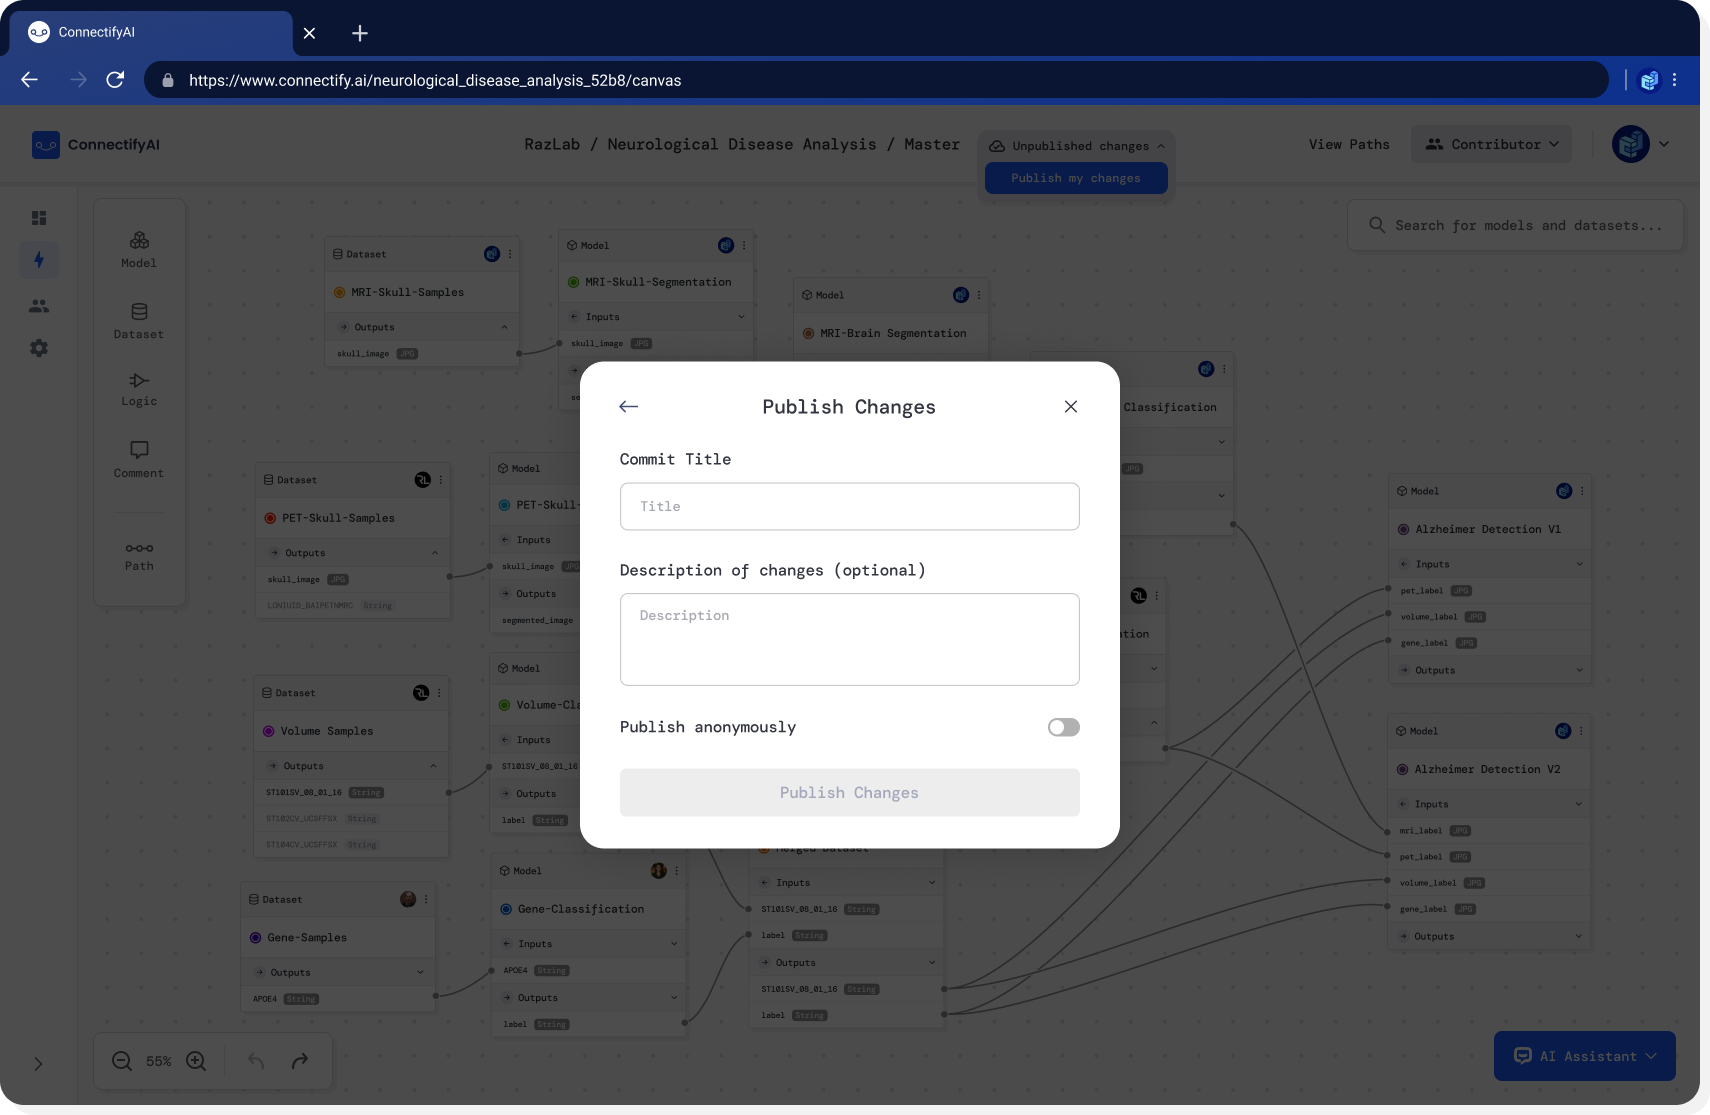 ConnectifyAI
https://www.connectify.ai/neurological_disease_analysis_52b8/canvas
ConnectifyAI
RazLab / Neurological Disease Analysis / Master
Unpublished changes
Publish my changes
View Paths
Contributor
Search for models and datasets...
Model
Dataset
Logic
Comment
Path
Dataset
MRI-Skull-Samples
Outputs
skull_image JPG
Model
MRI-Skull-Segmentation
Inputs
skull_image JPG
Model
MRI-Brain Segmentation
Classification
JPG
Publish Changes
Commit Title
Title
Description of changes (optional)
Description
Publish anonymously
Publish Changes
Dataset RL
PET-Skull-Samples
Outputs
skull_image JPG
LONIUID_BAIPETNMRC String
Model
PET-Skull-
Inputs
skull_image JPG
Outputs
segmented_image
RL
Dataset RL
Volume Samples
Outputs
ST101SV_08_01_16 String
ST102CV_UCSFFSX String
ST104CV_UCSFFSX String
Model
Inputs
ST101SV_08_01_16
Outputs
label String
Dataset
Gene-Samples
Outputs
APOE4 String
Model
Gene-Classification
Inputs
APOE4 String
Outputs
label String
Merged Dataset
Inputs
ST101SV_08_01_16 String
label String
Outputs
ST101SV_08_01_16 String
label String
Model
Alzheimer Detection V1
Inputs
pet_label JPG
volume_label JPG
gene_label JPG
Outputs
Model
Alzheimer Detection V2
Inputs
mri_label JPG
pet_label JPG
volume_label JPG
gene_label JPG
Outputs
55%
AI Assistant